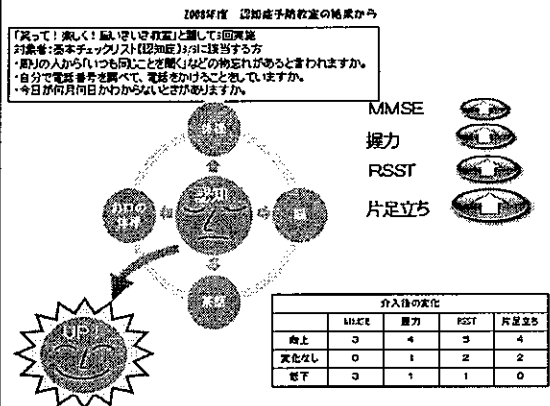 2008年度 認知症予防教室の結果から
「笑って!楽しく!脳いきいき教室」と題して5回実施
対象者:基本チェックリスト(認知症)3/3に該当する方
・周りの人から「いつも同じことを聞く」などの物忘れがあると言われますか。
・自分で電話番号を調べて、電話をかけることをしていますか。
・今日が何月何日かわからないときがありますか。
MMSE
握力
RSST
片足立ち
認知
脳
UP!
介入後の変化
MMSE 握力 RSST 片足立ち
向上 3 4 3 4
変化なし 0 1 2 2
低下 3 1 1 0